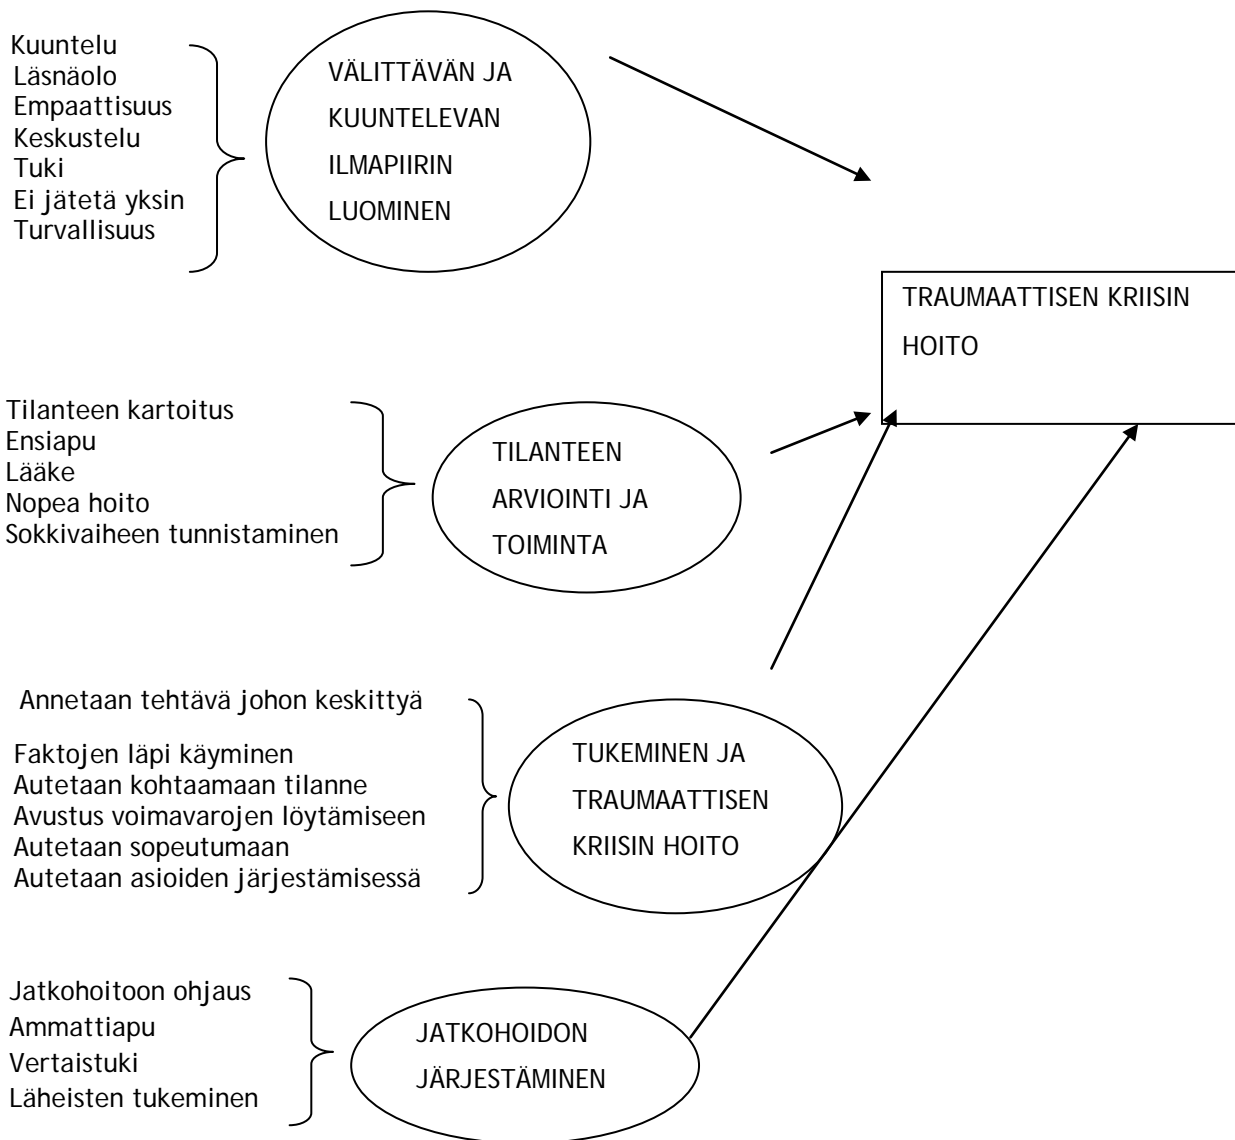 Kuuntelu
Läsnäolo
Empaattisuus
Keskustelu
Tuki
Ei jätetä yksin
Turvallisuus
VÄLITTÄVÄN JA
KUUNTELEVAN
ILMAPIIRIN
LUOMINEN
TRAUMAATTISEN KRIISIN
HOITO
Tilanteen kartoitus
Ensiapu
Lääke
Nopea hoito
Sokkivaiheen tunnistaminen
TILANTEEN
ARVIOINTI JA
TOIMINTA
Annetaan tehtävä johon keskittyä
Faktojen läpi käyminen
Autetaan kohtaamaan tilanne
Avustus voimavarojen löytämiseen
Autetaan sopeutumaan
Autetaan asioiden järjestämisessä
TUKEMINEN JA
TRAUMAATTISEN
KRIISIN HOITO
Jatkohoitoon ohjaus
Ammattiapu
Vertaistuki
Läheisten tukeminen
JATKOHOIDON
JÄRJESTÄMINEN